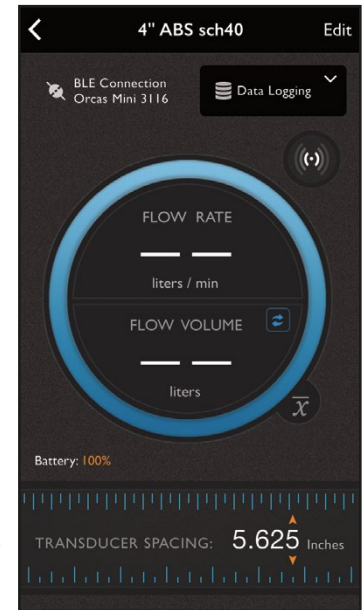 4" ABS sch40 Edit
BLE Connection
Orcas Mini 3116
Data Logging
FLOW RATE
— —
liters / min
FLOW VOLUME
— —
liters
x̅
Battery: 100%
TRANSDUCER SPACING: 5.625 Inches